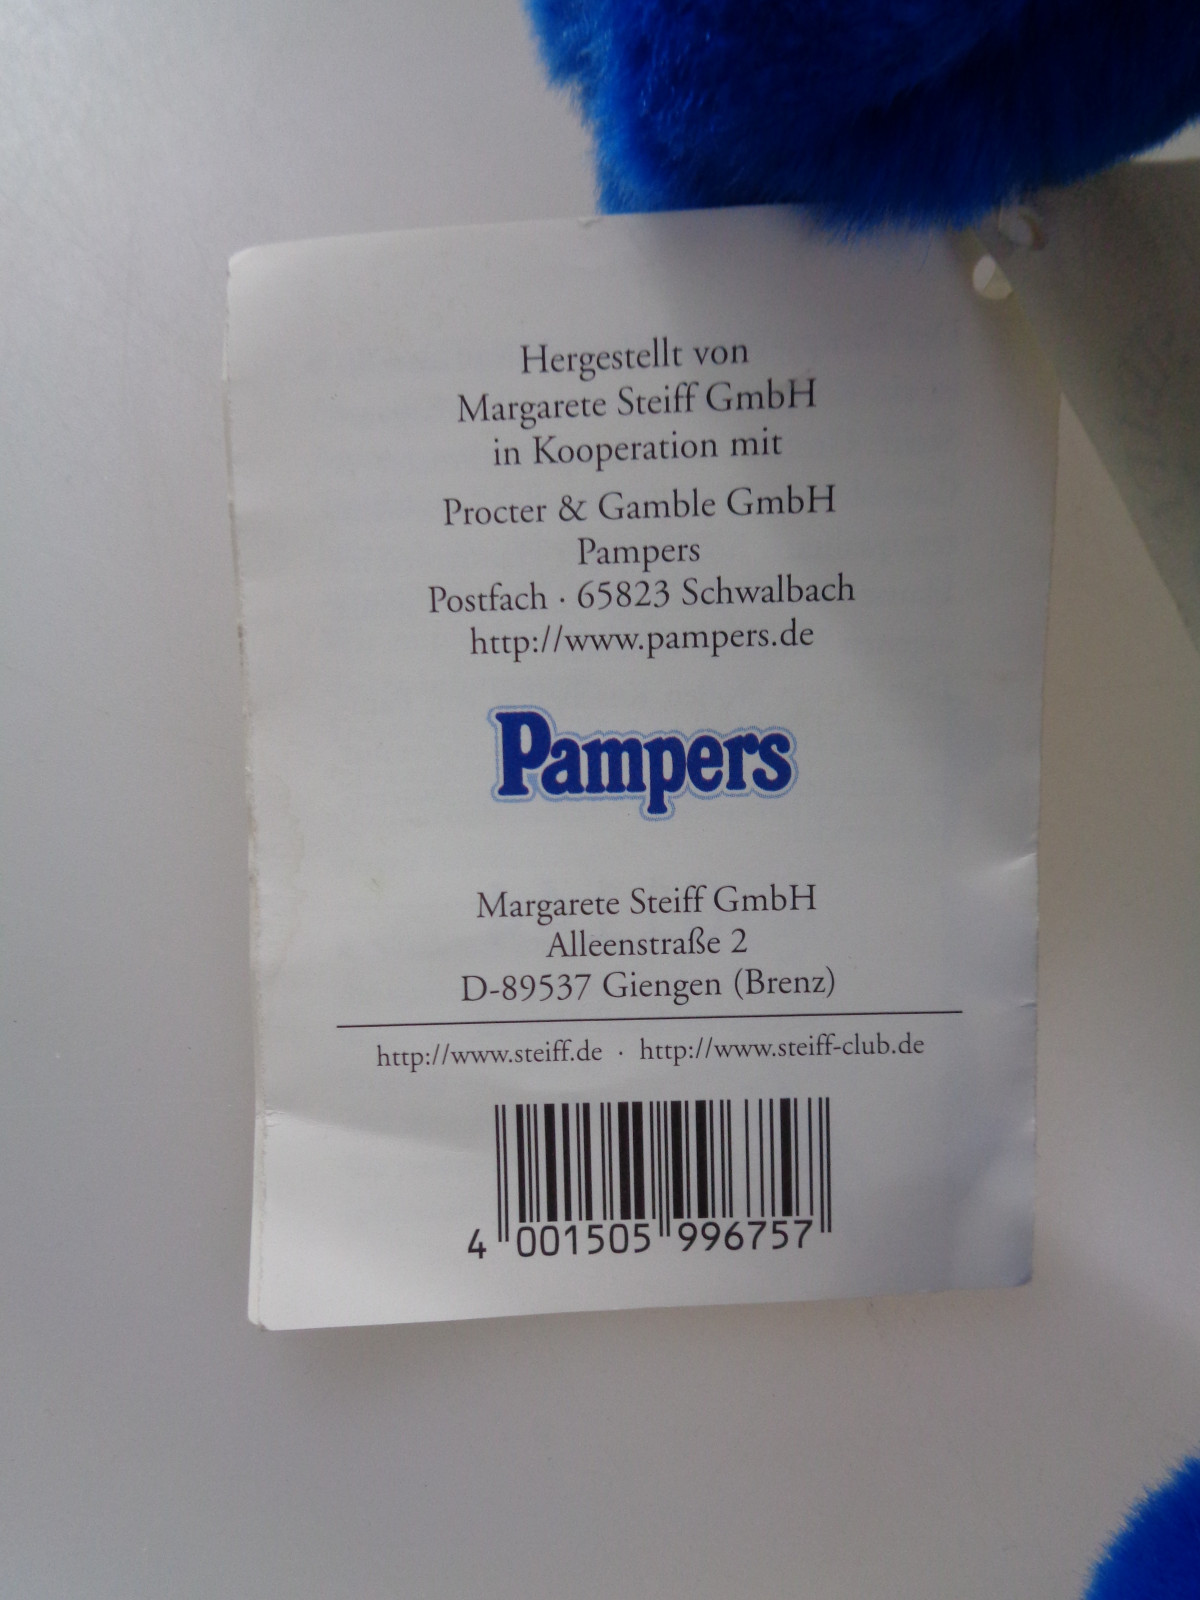 Hergestellt von
Margarete Steiff GmbH
in Kooperation mit
Procter & Gamble GmbH
Pampers
Postfach · 65823 Schwalbach
http://www.pampers.de
Pampers
Margarete Steiff GmbH
Alleenstraße 2
D-89537 Giengen (Brenz)
http://www.steiff.de · http://www.steiff-club.de
4 001505 996757